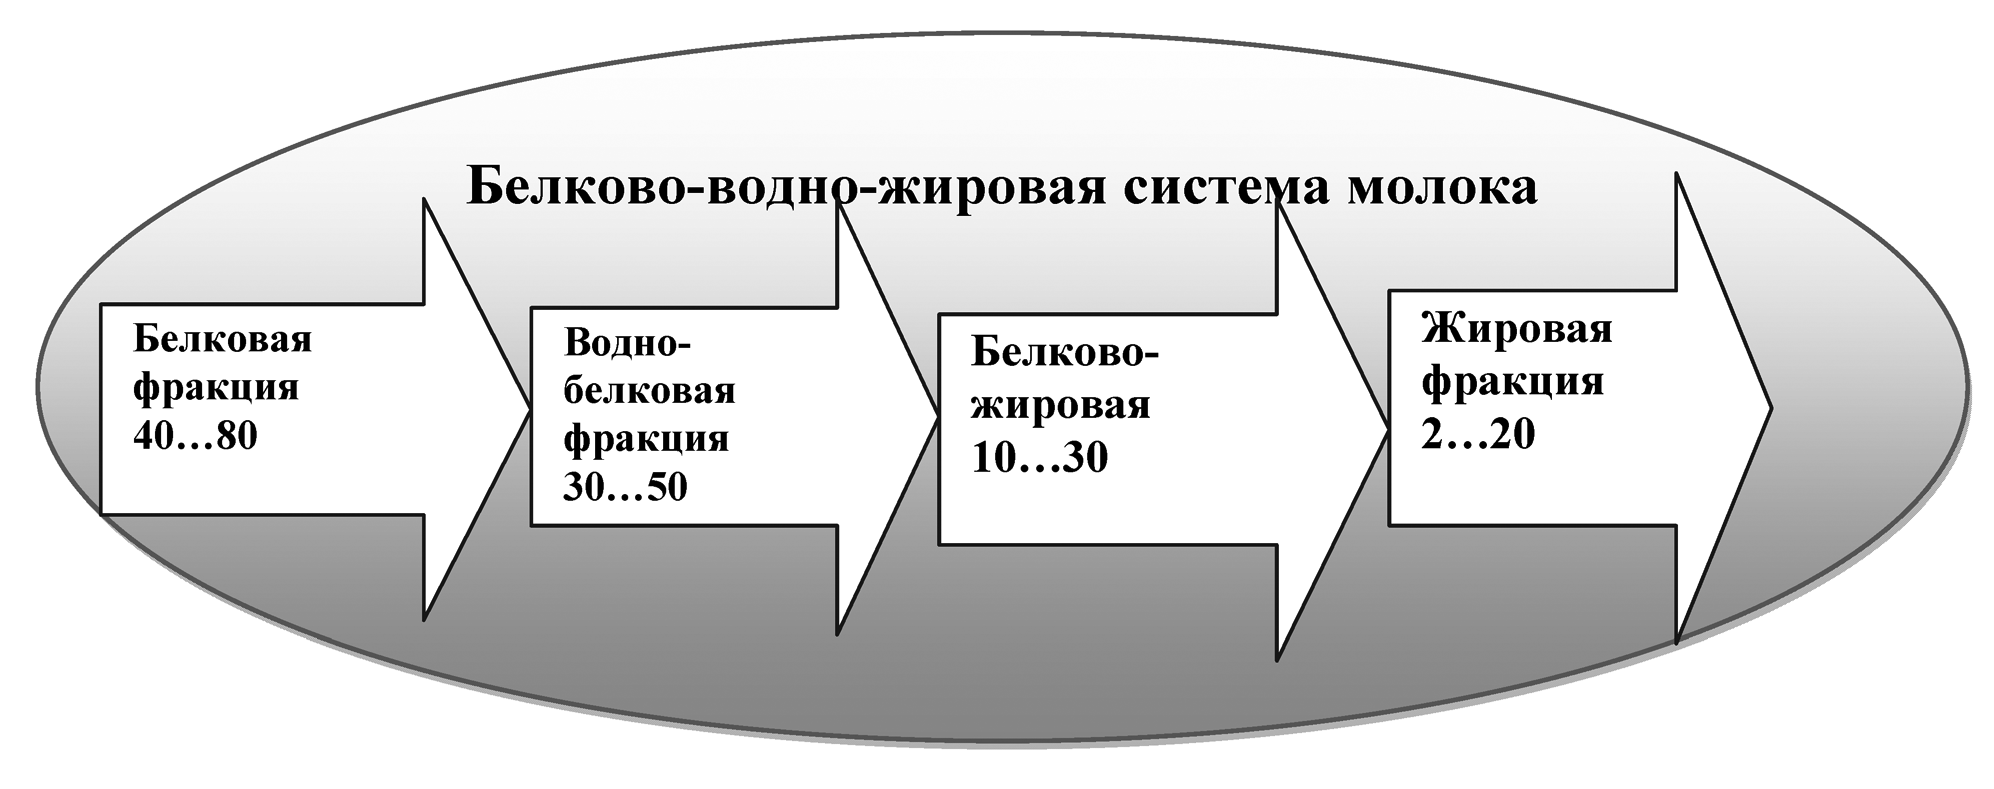 Белково-водно-жировая система молока
Белковая
фракция
40…80
Водно-
белковая
фракция
30…50
Белково-
жировая
10…30
Жировая
фракция
2…20